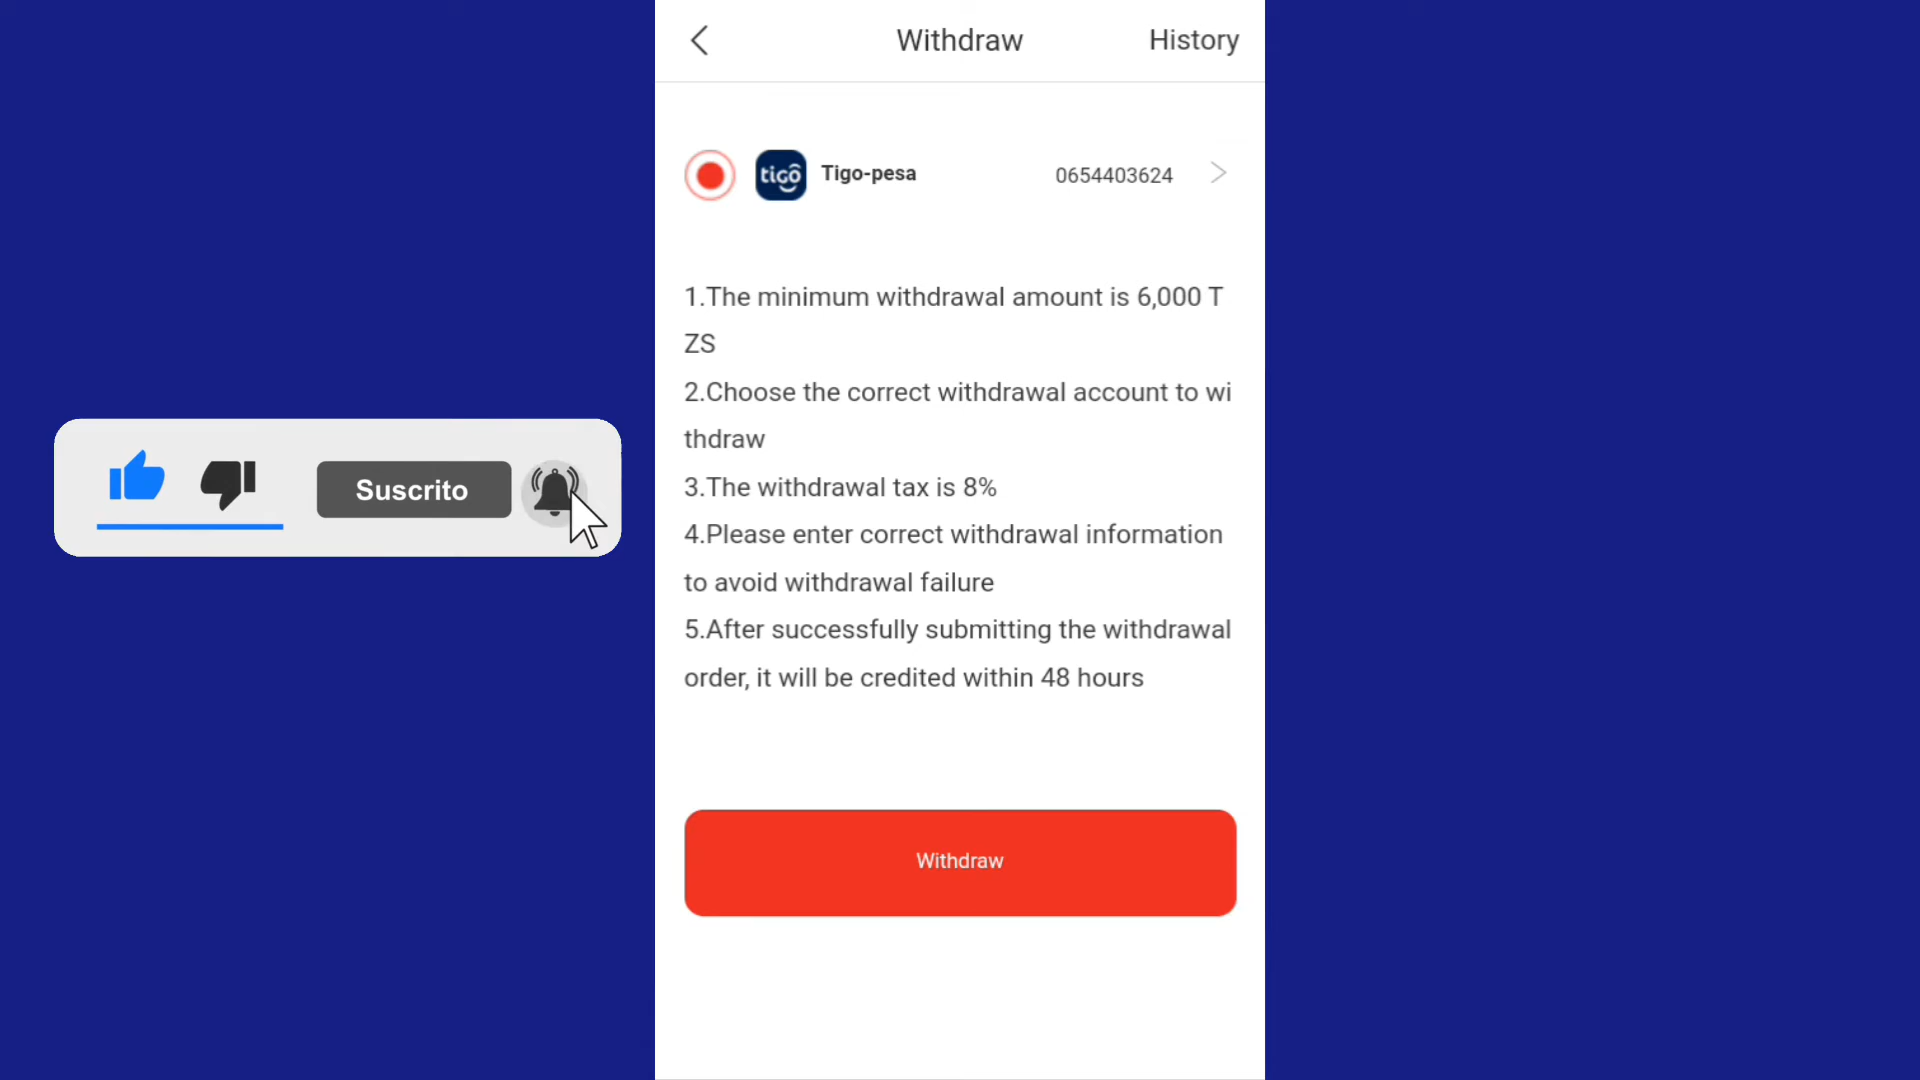 Withdraw
History
tigo
Tigo-pesa
0654403624
1.The minimum withdrawal amount is 6,000 T
ZS
2.Choose the correct withdrawal account to wi
thdraw
3.The withdrawal tax is 8%
4.Please enter correct withdrawal information
to avoid withdrawal failure
5.After successfully submitting the withdrawal
order, it will be credited within 48 hours
Suscrito
Withdraw